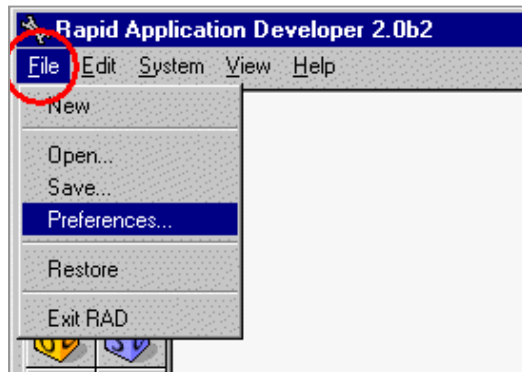 Rapid Application Developer 2.0b2
File Edit System View Help
New
Open...
Save...
Preferences...
Restore
Exit RAD